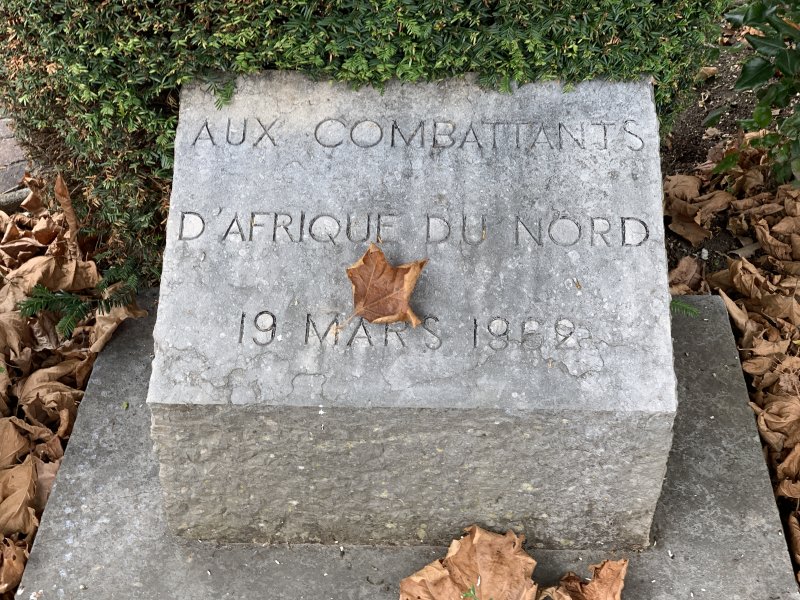 AUX COMBATTANTS
D'AFRIQUE DU NORD
19 MARS 1962